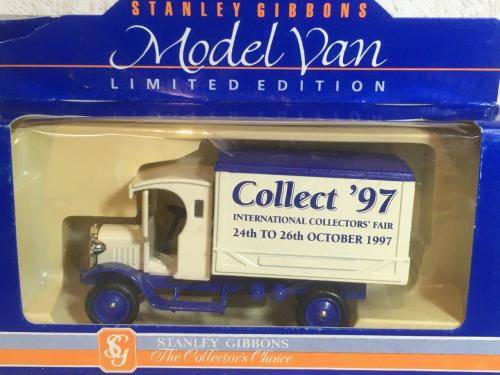 STANLEY GIBBONS
Model Van
LIMITED EDITION
Collect '97
INTERNATIONAL COLLECTORS' FAIR
24th TO 26th OCTOBER 1997
SG
STANLEY GIBBONS
The Collector's Choice